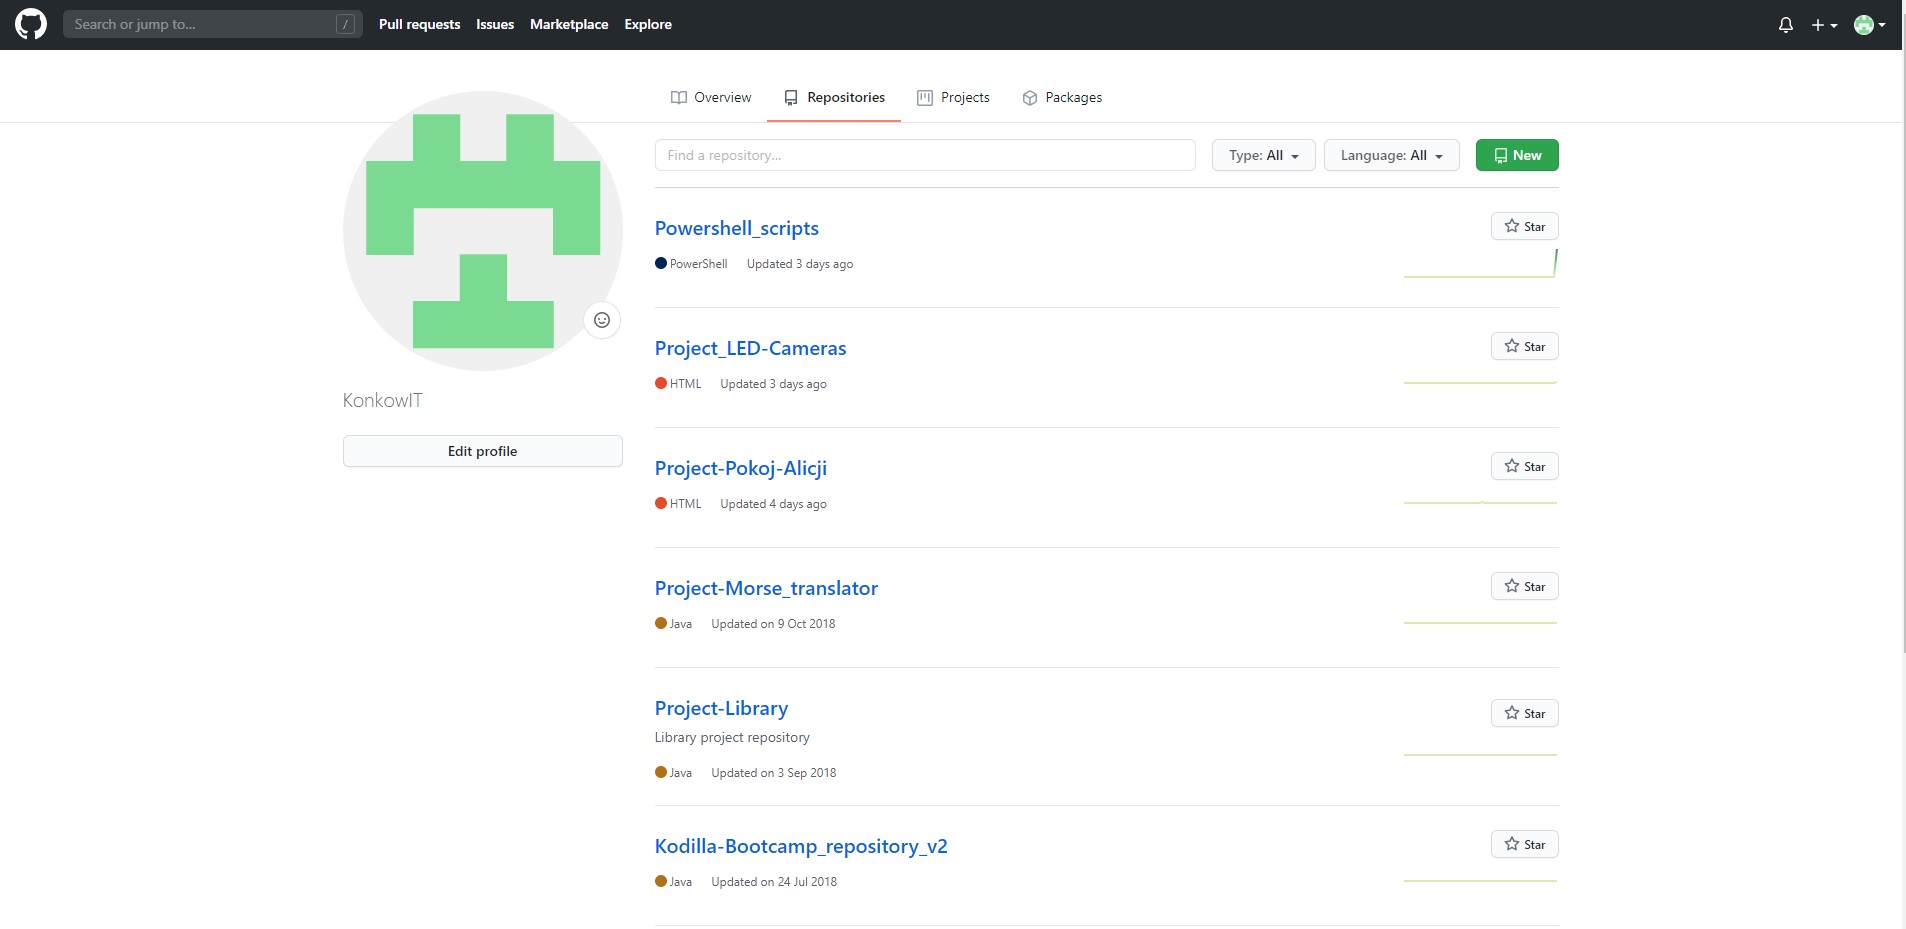 Search or jump to... /
Pull requests Issues Marketplace Explore
Overview Repositories Projects Packages
Find a repository... Type: All Language: All New
KonkowIT
Edit profile
Powershell_scripts Star
PowerShell Updated 3 days ago
Project_LED-Cameras Star
HTML Updated 3 days ago
Project-Pokoj-Alicji Star
HTML Updated 4 days ago
Project-Morse_translator Star
Java Updated on 9 Oct 2018
Project-Library Star
Library project repository
Java Updated on 3 Sep 2018
Kodilla-Bootcamp_repository_v2 Star
Java Updated on 24 Jul 2018